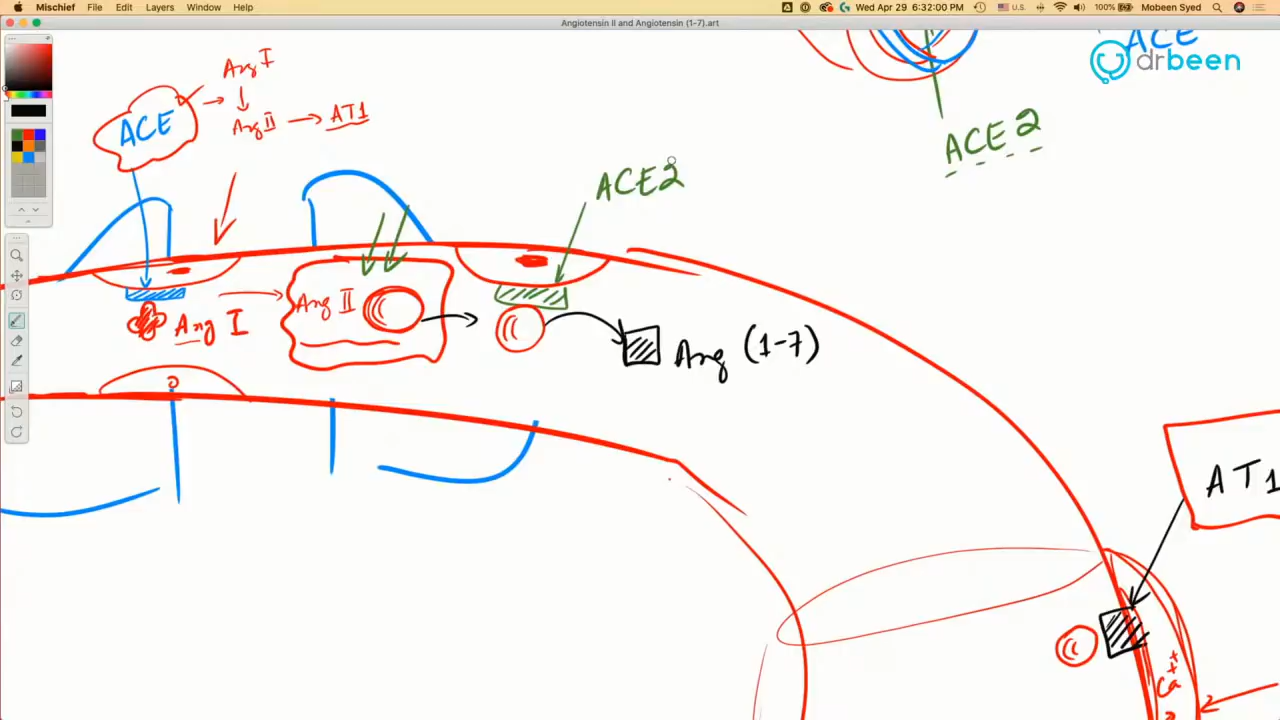 Mischief File Edit Layers Window Help U.S. 100% Wed Apr 29 6:32:00 PM Mobeen Syed
Angiotensin II and Angiotensin (1-7).art
ACE
drbeen
Ang I
ACE
Ang II → AT1
ACE 2
ACE2
Ang II
Ang I
Ang (1-7)
AT1
Ca++